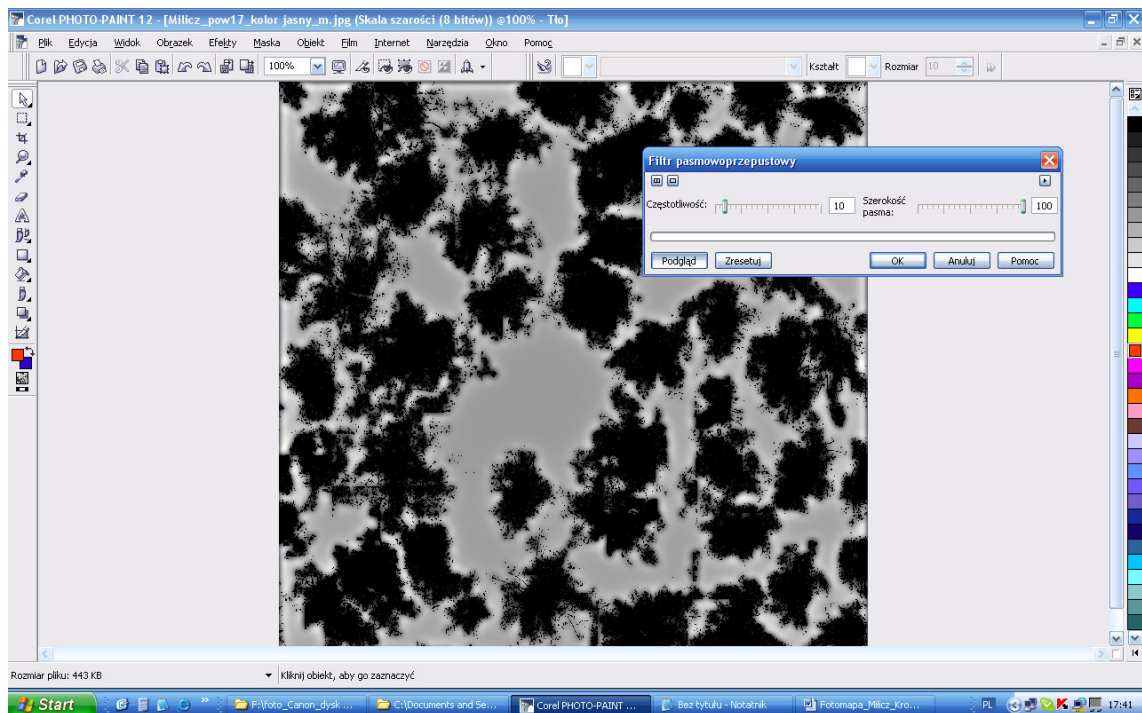 Corel PHOTO-PAINT 12 - [Milicz_pow17_kolor jasny_m.jpg (Skala szarości (8 bitów)) @100% - Tło]
Plik Edycja Widok Obrazek Efekty Maska Objekt Film Internet Narzędzia Okno Pomoc
100% Kształt Rozmiar 10
Filtr pasmowoprzepustowy
Częstotliwość: 10 Szerokość pasma: 100
Podgląd Zresetuj OK Anuluj Pomoc
Rozmiar pliku: 443 KB Kliknij obiekt, aby go zaznaczyć
Start F:\foto_Canon_dysk ... C:\Documents and Se... Corel PHOTO-PAINT ... Bez tytułu - Notatnik Fotomapa_Milicz_Kro... PL 17:41